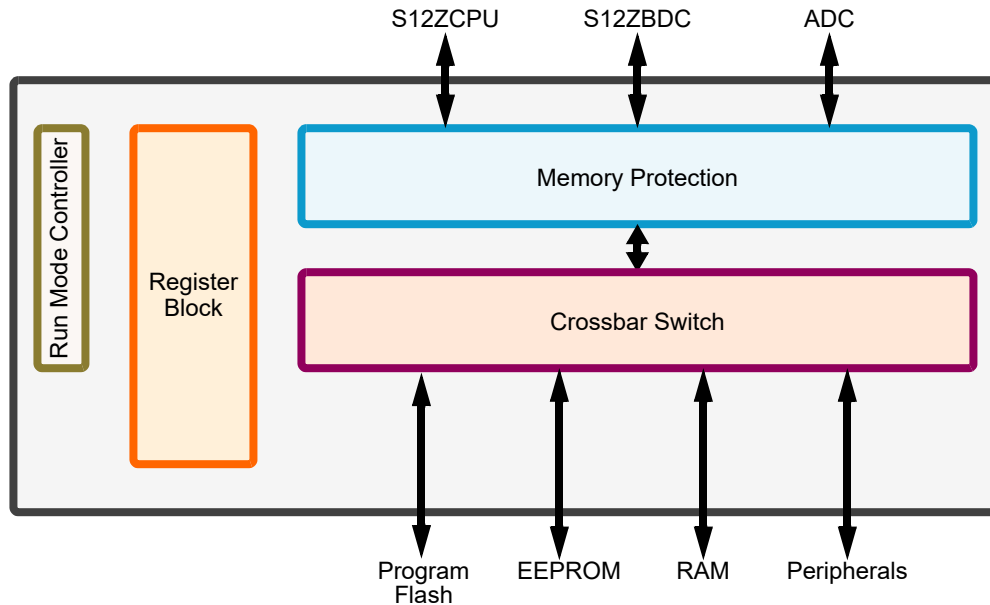 S12ZCPU
S12ZBDC
ADC
Run Mode Controller
Register
Block
Memory Protection
Crossbar Switch
Program
Flash
EEPROM
RAM
Peripherals